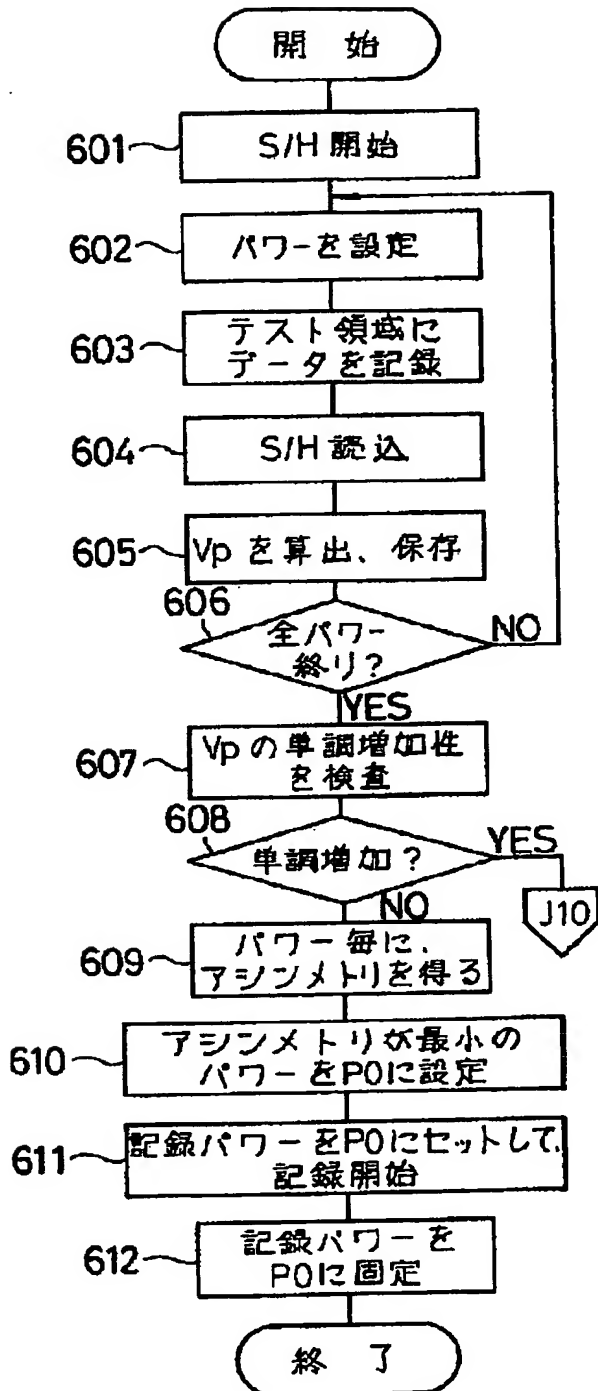 開始
601
S/H開始
602
パワーを設定
603
テスト領域に
データを記録
604
S/H読込
605
Vpを算出、保存
606
全パワー
終り?
NO
YES
607
Vpの単調増加性
を検査
608
単調増加?
YES
J10
NO
609
パワー毎に、
アシンメトリを得る
610
アシンメトリが最小の
パワーをP0に設定
611
記録パワーをP0にセットして、
記録開始
612
記録パワーを
P0に固定
終了